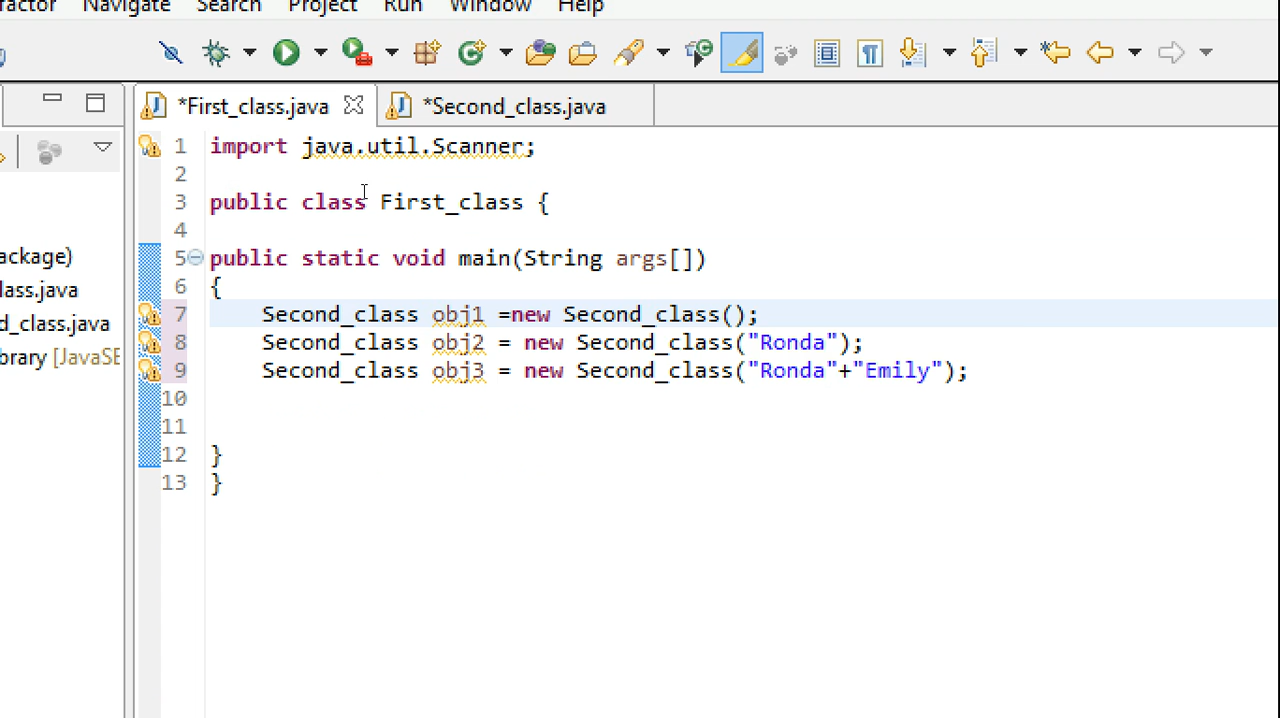 factor Navigate Search Project Run Window Help
*First_class.java *Second_class.java
1 import java.util.Scanner;
2
3 public class First_class {
4
5 public static void main(String args[])
6 {
7 Second_class obj1 =new Second_class();
8 Second_class obj2 = new Second_class("Ronda");
9 Second_class obj3 = new Second_class("Ronda"+"Emily");
10
11
12 }
13 }
ackage)
lass.java
d_class.java
brary [JavaSE